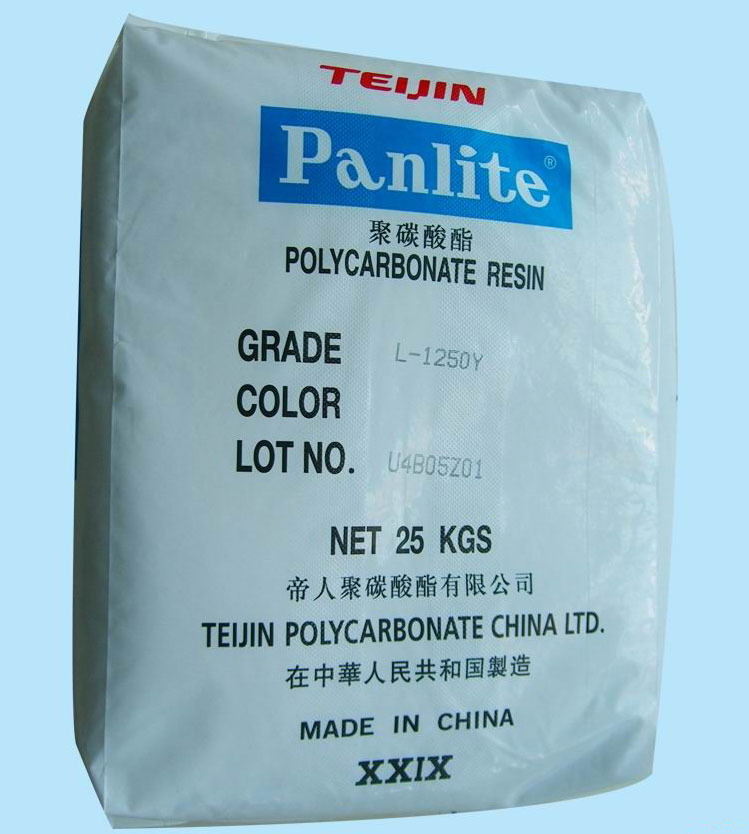 TEIJIN
Panlite®
聚碳酸酯
POLYCARBONATE RESIN
GRADE L-1250Y
COLOR
LOT NO. U4B05Z01
NET 25 KGS
帝人聚碳酸酯有限公司
TEIJIN POLYCARBONATE CHINA LTD.
在中華人民共和国製造
MADE IN CHINA
XXIX